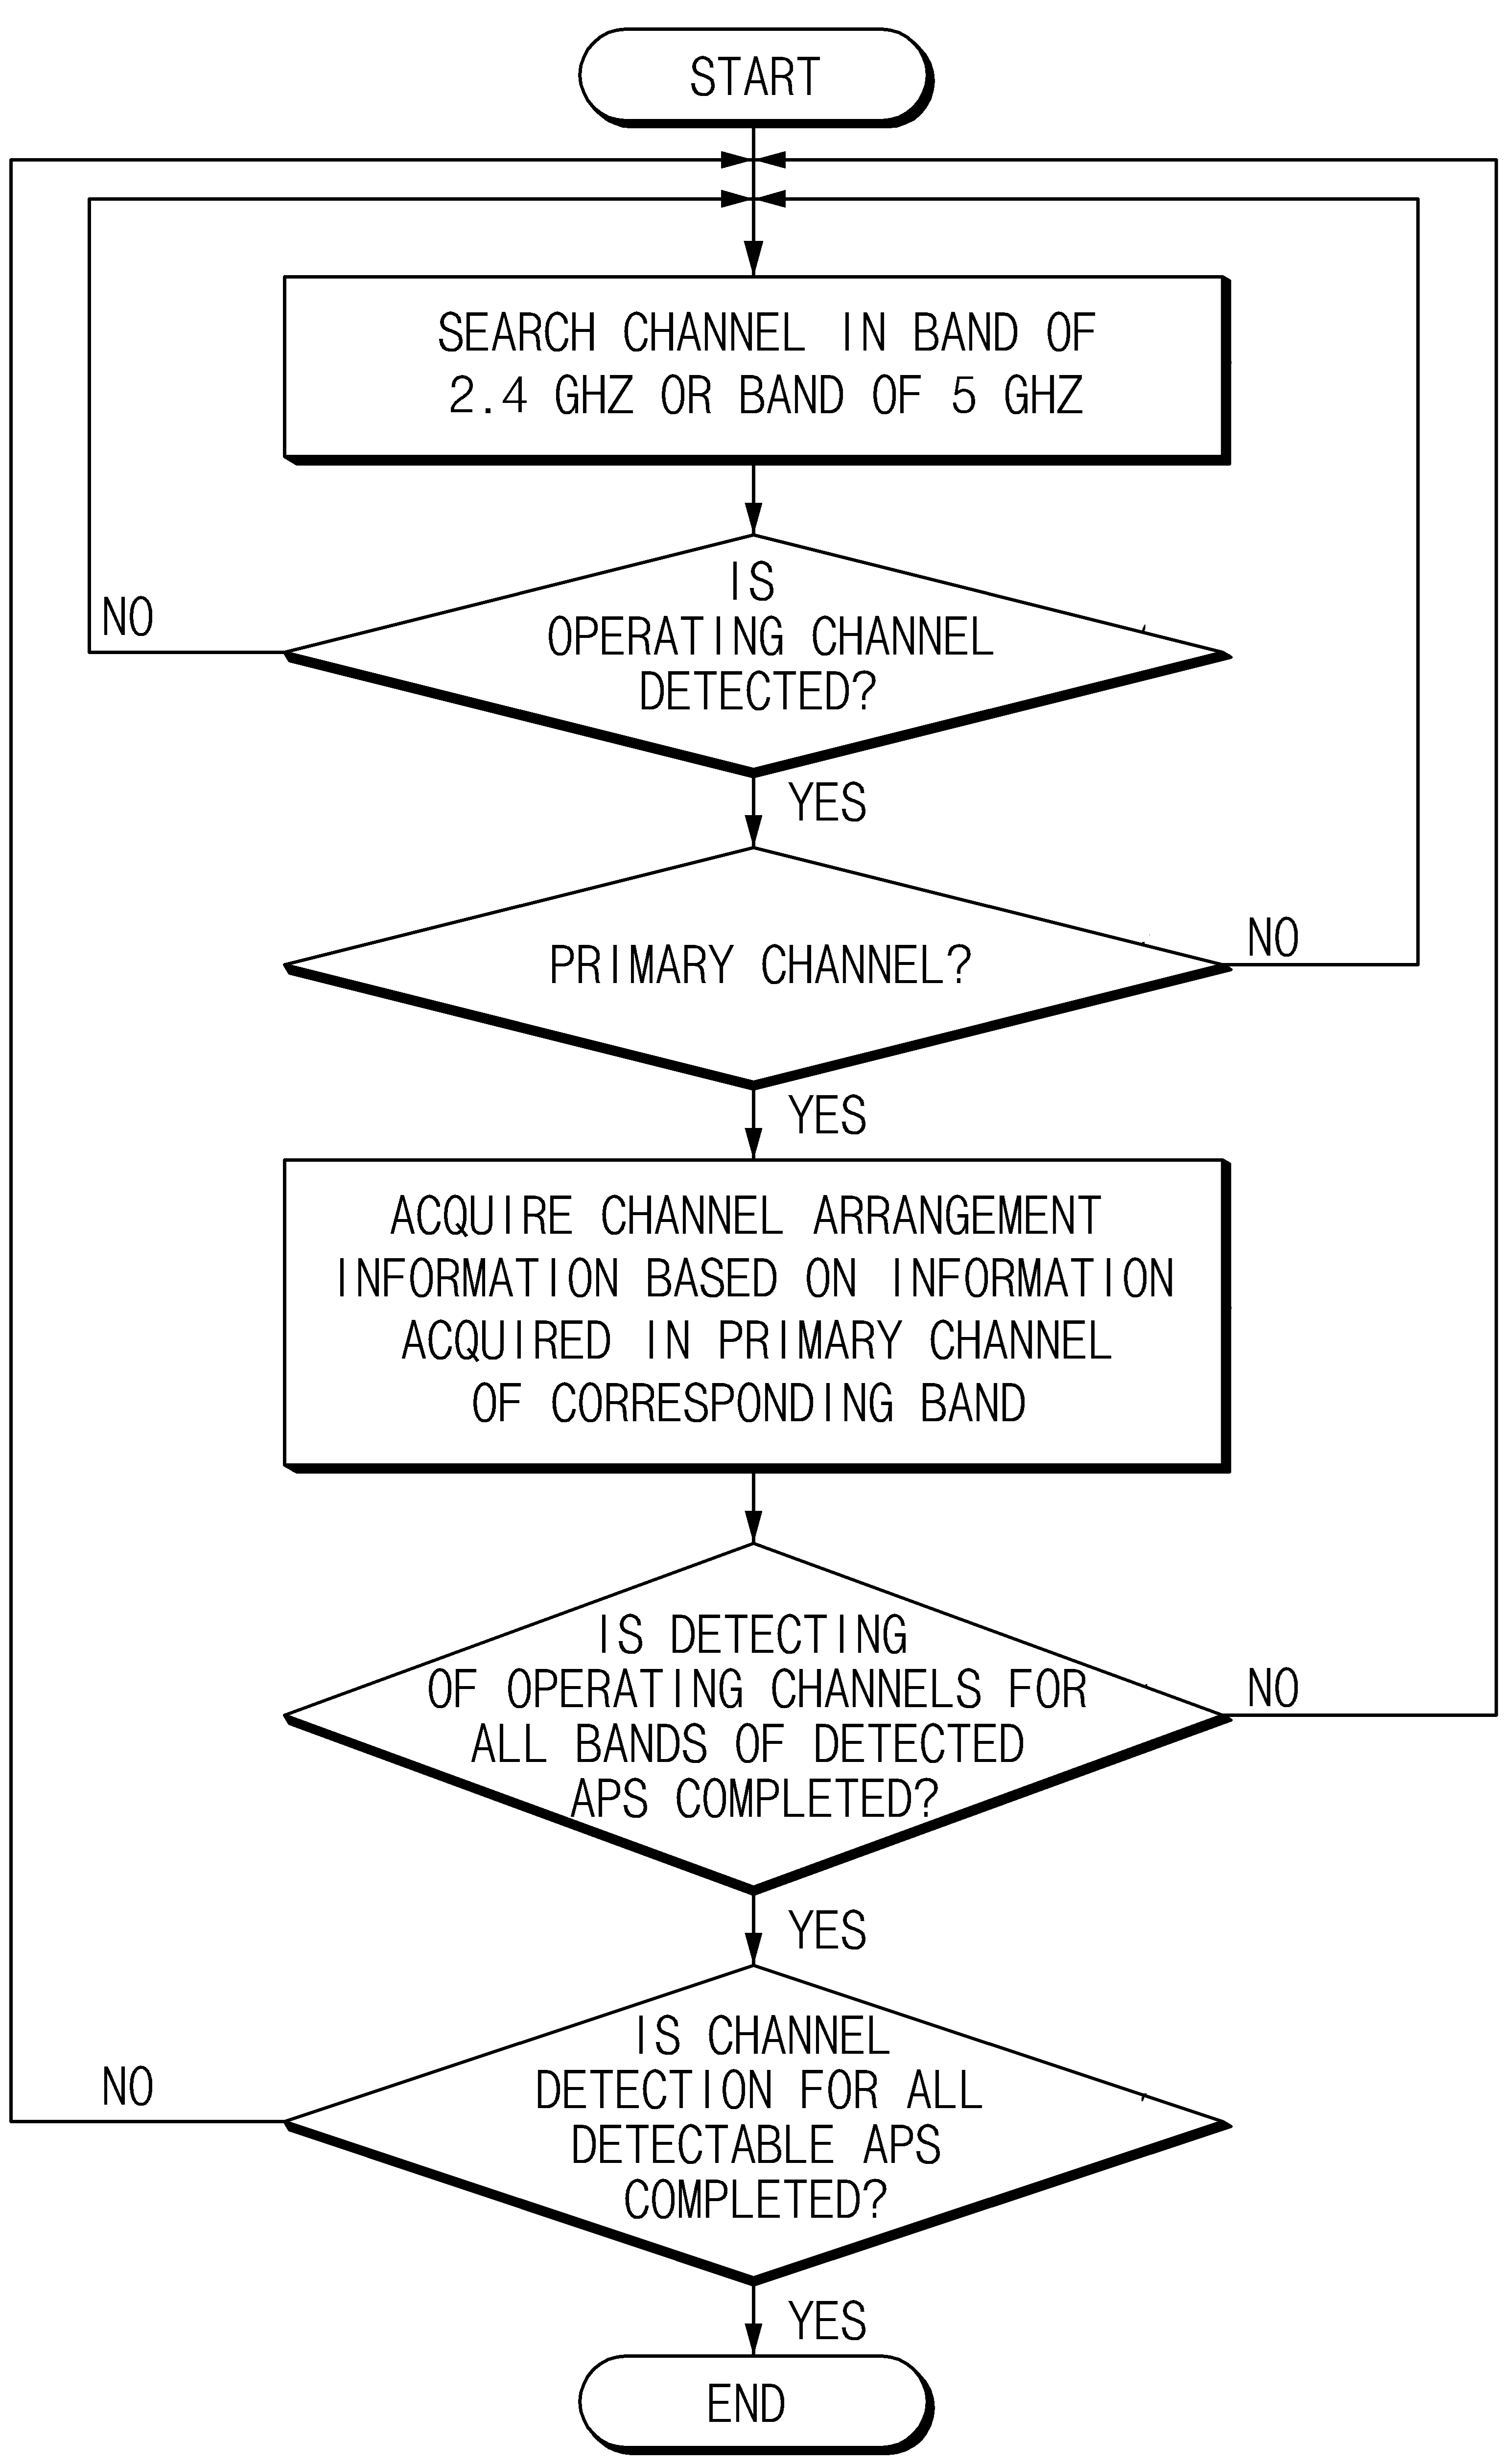 START
SEARCH CHANNEL IN BAND OF
2.4 GHZ OR BAND OF 5 GHZ
IS
OPERATING CHANNEL
DETECTED?
NO
YES
PRIMARY CHANNEL?
NO
YES
ACQUIRE CHANNEL ARRANGEMENT
INFORMATION BASED ON INFORMATION
ACQUIRED IN PRIMARY CHANNEL
OF CORRESPONDING BAND
IS DETECTING
OF OPERATING CHANNELS FOR
ALL BANDS OF DETECTED
APS COMPLETED?
NO
YES
IS CHANNEL
DETECTION FOR ALL
DETECTABLE APS
COMPLETED?
NO
YES
END